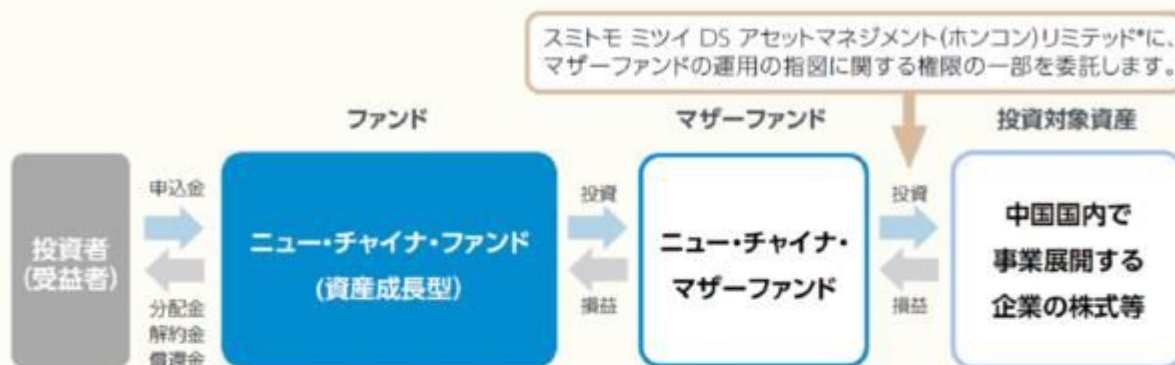 スミトモ ミツイ DS アセットマネジメント(ホンコン)リミテッド*に、
マザーファンドの運用の指図に関する権限の一部を委託します。
ファンド
マザーファンド
投資対象資産
投資者
(受益者)
申込金
分配金
解約金
償還金
ニュー・チャイナ・ファンド
(資産成長型)
投資
損益
ニュー・チャイナ・
マザーファンド
投資
損益
中国国内で
事業展開する
企業の株式等